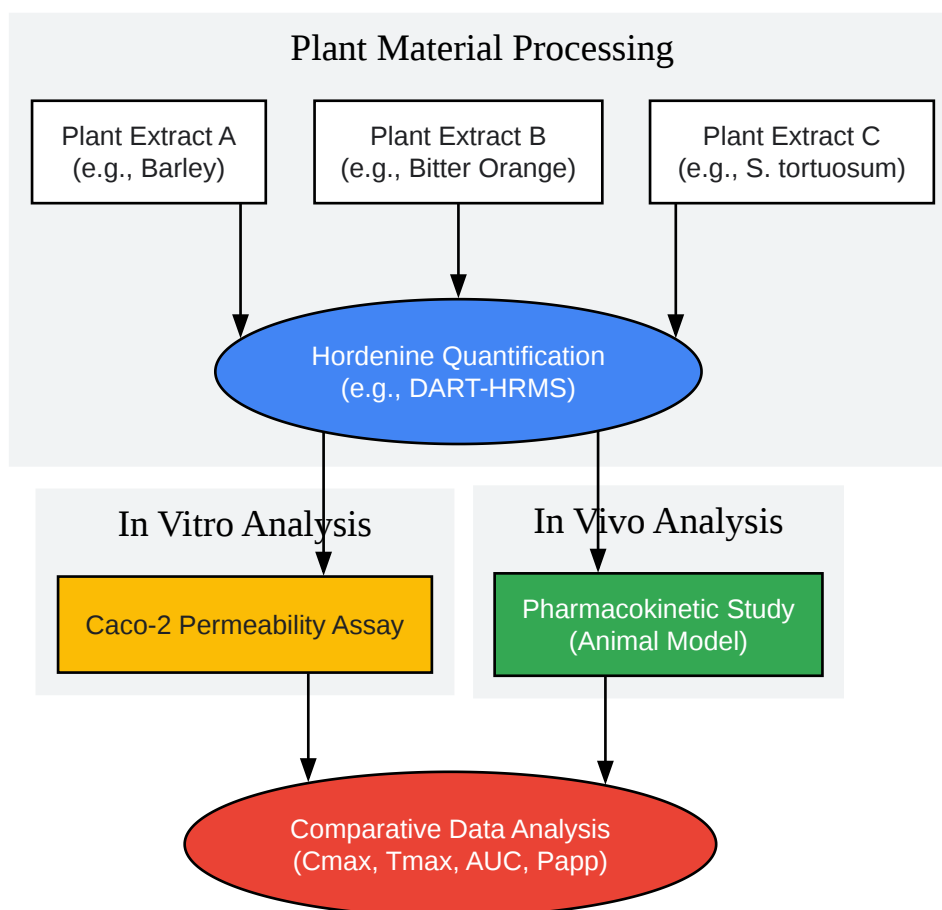 Plant Material Processing
Plant Extract A
(e.g., Barley)
Plant Extract B
(e.g., Bitter Orange)
Plant Extract C
(e.g., S. tortuosum)
Hordenine Quantification
(e.g., DART-HRMS)
In Vitro Analysis
In Vivo Analysis
Caco-2 Permeability Assay
Pharmacokinetic Study
(Animal Model)
Comparative Data Analysis
(Cmax, Tmax, AUC, Papp)